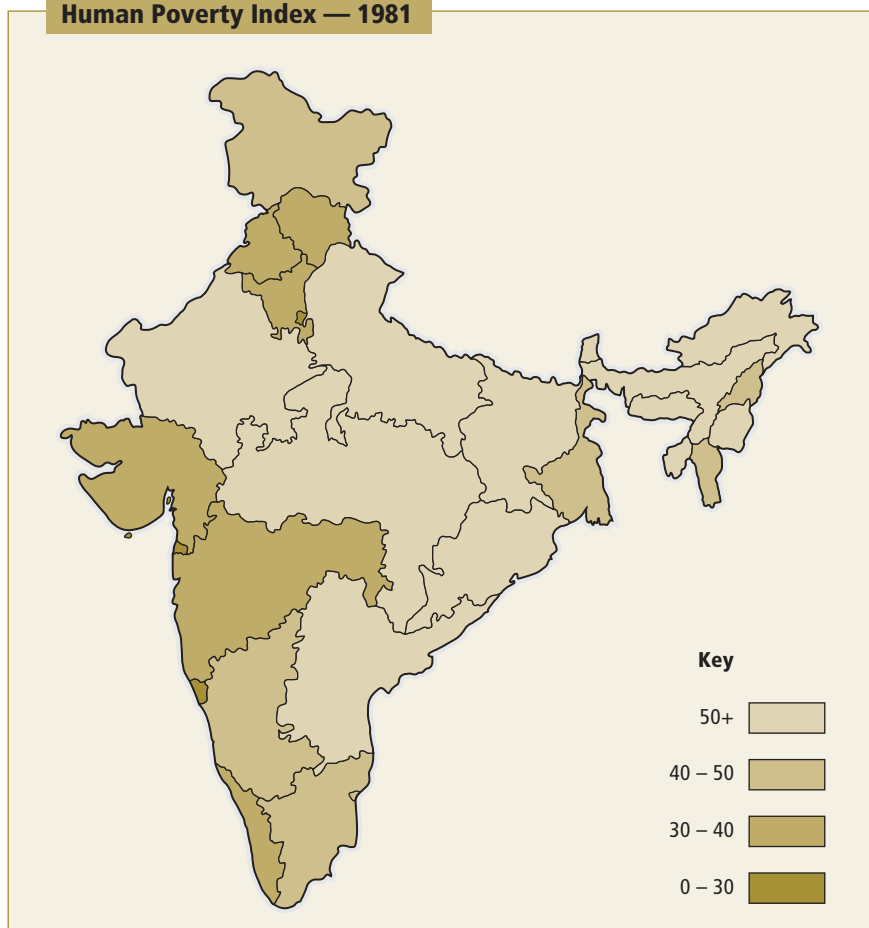 Human Poverty Index — 1981
Key
50+
40 – 50
30 – 40
0 – 30